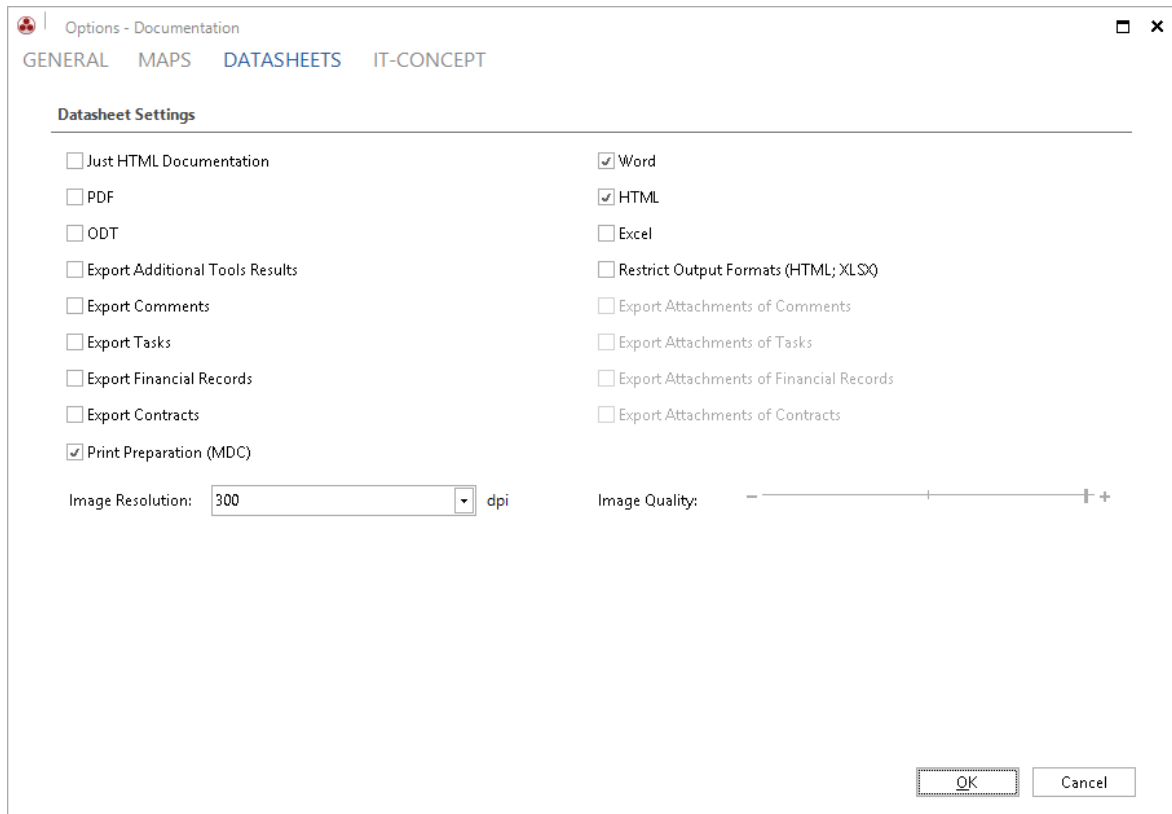 Options - Documentation
GENERAL MAPS DATASHEETS IT-CONCEPT
Datasheet Settings
Just HTML Documentation Word
PDF HTML
ODT Excel
Export Additional Tools Results Restrict Output Formats (HTML; XLSX)
Export Comments Export Attachments of Comments
Export Tasks Export Attachments of Tasks
Export Financial Records Export Attachments of Financial Records
Export Contracts Export Attachments of Contracts
Print Preparation (MDC)
Image Resolution: 300 dpi Image Quality:
OK Cancel